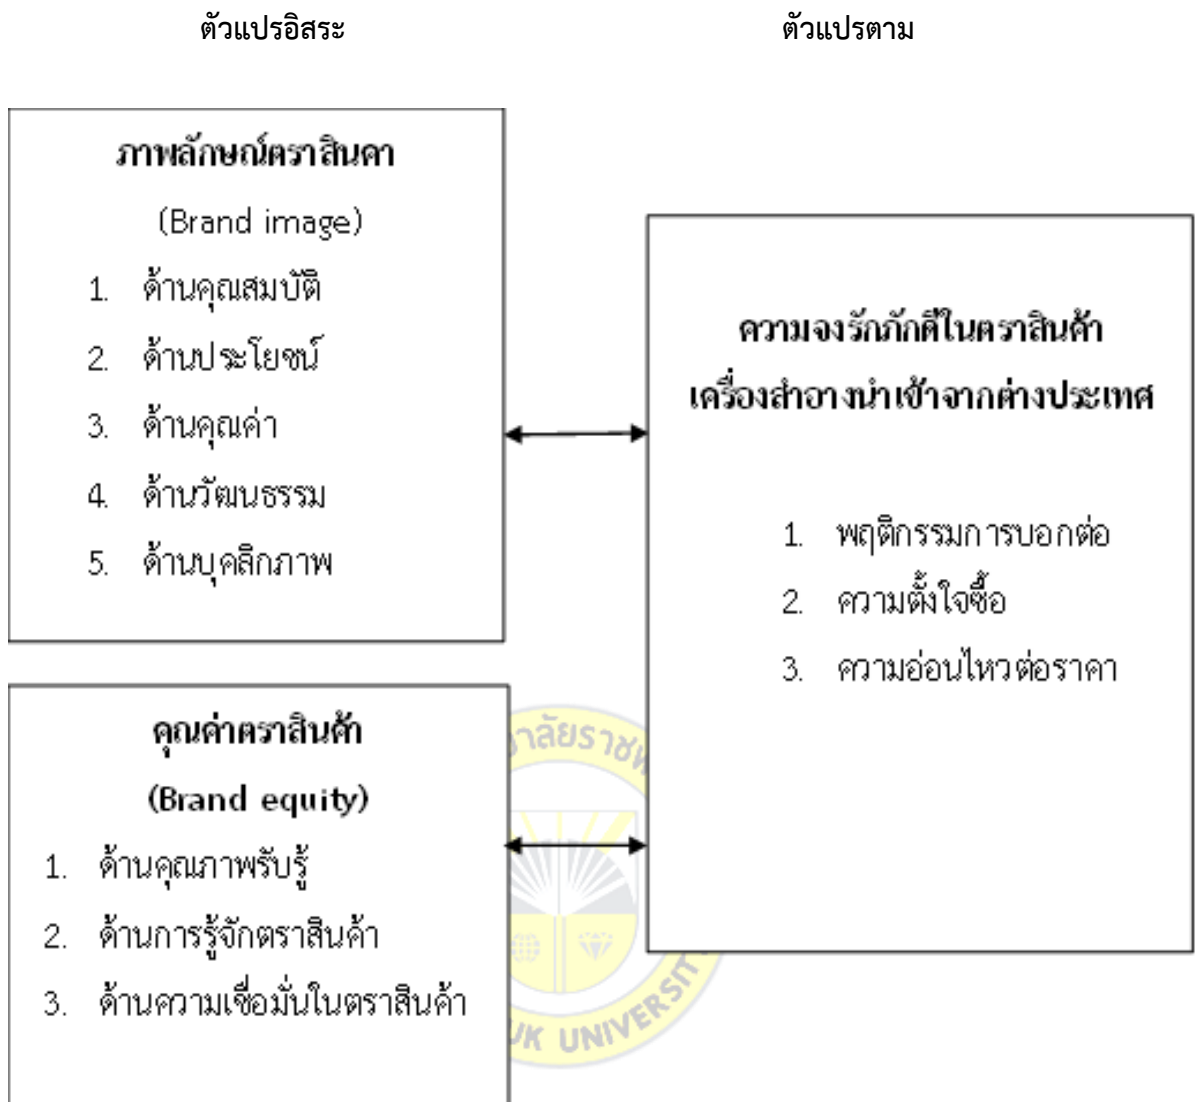 ตัวแปรอิสระ
ตัวแปรตาม
ภาพลักษณ์ตราสินคา
(Brand image)
1. ด้านคุณสมบัติ
2. ด้านประโยชน์
3. ด้านคุณค่า
4. ด้านวัฒนธรรม
5. ด้านบุคลิกภาพ
คุณค่าตราสินค้า
(Brand equity)
1. ด้านคุณภาพรับรู้
2. ด้านการรู้จักตราสินค้า
3. ด้านความเชื่อมั่นในตราสินค้า
ความจงรักภักดีในตราสินค้า
เครื่องสำอางนำเข้าจากต่างประเทศ
1. พฤติกรรมการบอกต่อ
2. ความตั้งใจซื้อ
3. ความอ่อนไหวต่อราคา